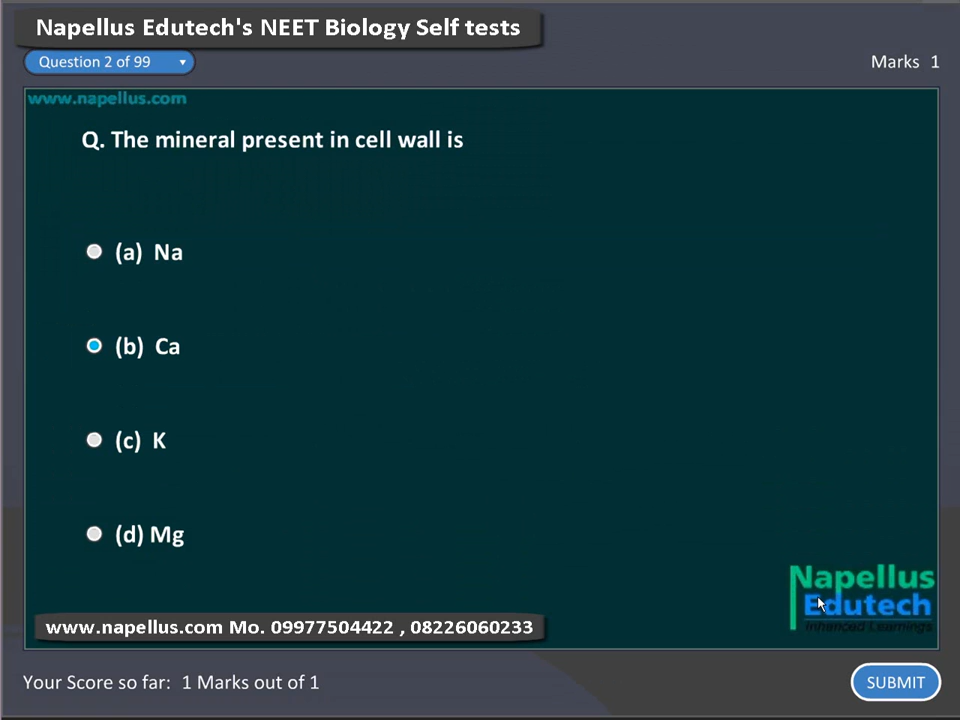 Napellus Edutech's NEET Biology Self tests
Question 2 of 99
Marks 1
www.napellus.com
Q. The mineral present in cell wall is
(a) Na
(b) Ca
(c) K
(d) Mg
Napellus
Edutech
Inhanced Learnings
www.napellus.com Mo. 09977504422 , 08226060233
Your Score so far: 1 Marks out of 1
SUBMIT